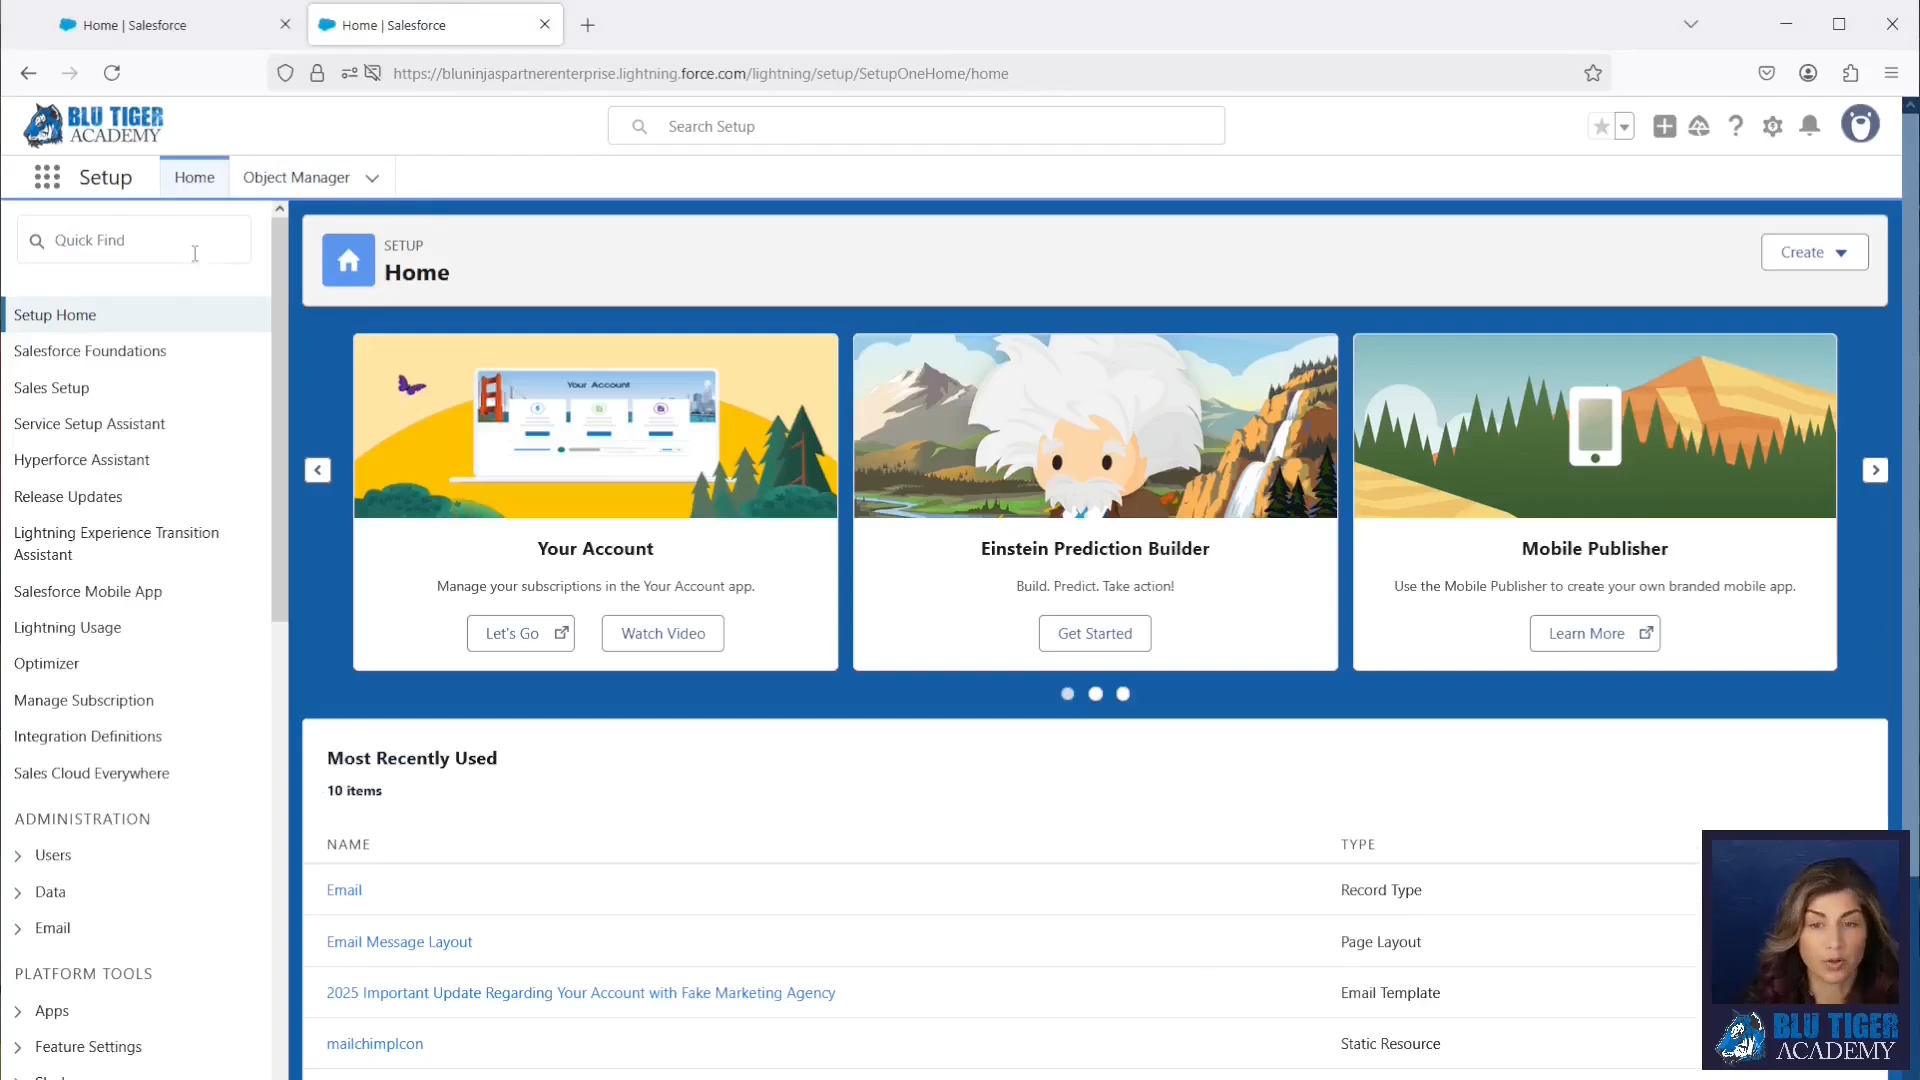 Home | Salesforce
Home | Salesforce
https://bluninjaspartnerenterprise.lightning.force.com/lightning/setup/SetupOneHome/home
BLU TIGER
ACADEMY
Search Setup
Setup
Home
Object Manager
Quick Find
Setup Home
Salesforce Foundations
Sales Setup
Service Setup Assistant
Hyperforce Assistant
Release Updates
Lightning Experience Transition
Assistant
Salesforce Mobile App
Lightning Usage
Optimizer
Manage Subscription
Integration Definitions
Sales Cloud Everywhere
ADMINISTRATION
Users
Data
Email
PLATFORM TOOLS
Apps
Feature Settings
SETUP
Home
Create
Your Account
Your Account
Manage your subscriptions in the Your Account app.
Let's Go
Watch Video
Einstein Prediction Builder
Build. Predict. Take action!
Get Started
Mobile Publisher
Use the Mobile Publisher to create your own branded mobile app.
Learn More
Most Recently Used
10 items
NAME
TYPE
Email
Record Type
Email Message Layout
Page Layout
2025 Important Update Regarding Your Account with Fake Marketing Agency
Email Template
mailchimpIcon
Static Resource
BLU TIGER
ACADEMY